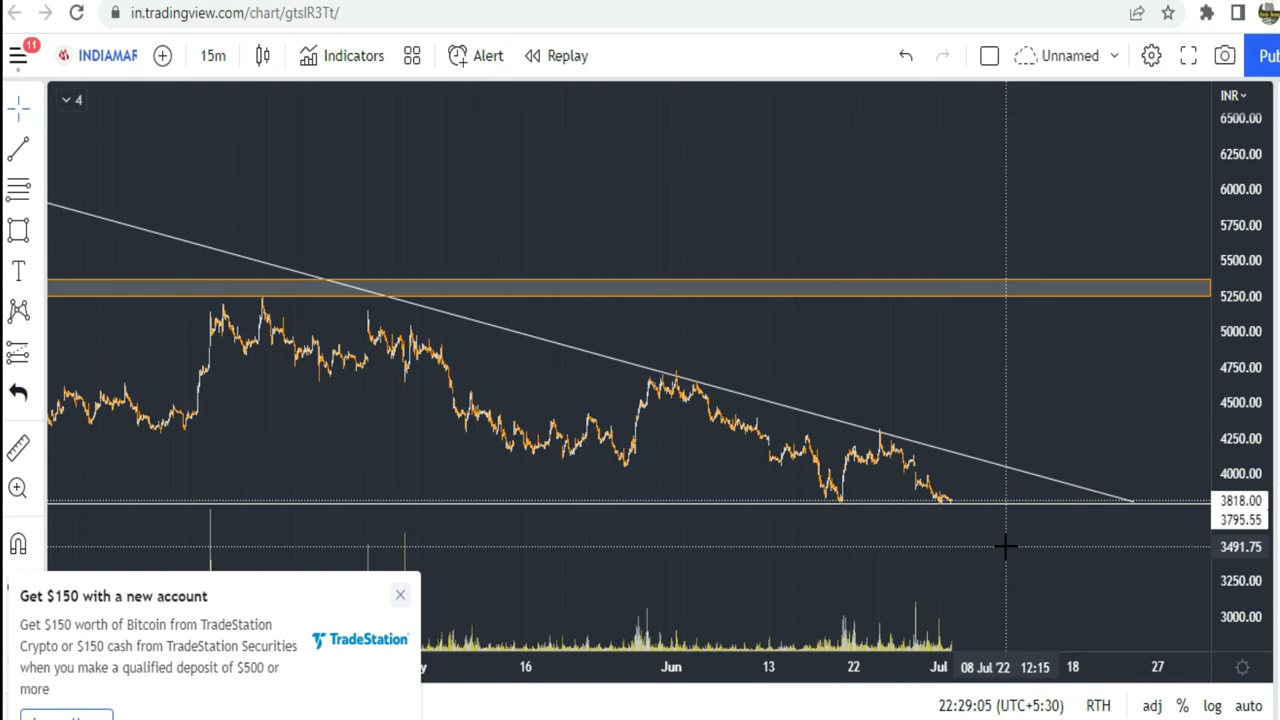 in.tradingview.com/chart/gtsIR3Tt/
11
INDIAMAR
15m
Indicators
Alert
Replay
Unnamed
Pub
4
INR
6500.00
6250.00
6000.00
5750.00
5500.00
5250.00
5000.00
4750.00
4500.00
4250.00
4000.00
3818.00
3795.55
3491.75
3250.00
3000.00
Get $150 with a new account
Get $150 worth of Bitcoin from TradeStation
Crypto or $150 cash from TradeStation Securities
when you make a qualified deposit of $500 or
more
TradeStation
16
Jun
13
22
Jul
08 Jul '22
12:15
18
27
22:29:05 (UTC+5:30)
RTH
adj
%
log
auto